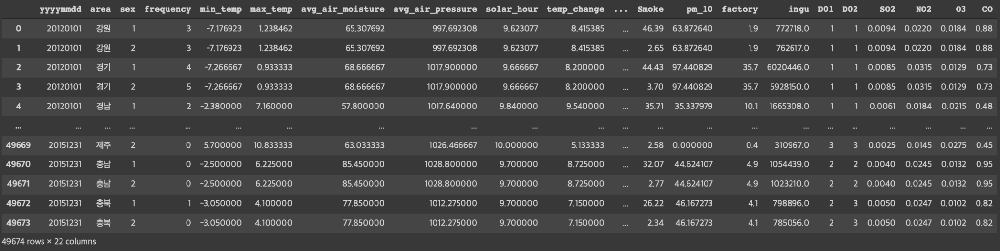 yyyymmdd area sex frequency min_temp max_temp avg_air_moisture avg_air_pressure solar_hour temp_change ... Smoke pm_10 factory ingu D01 D02 SO2 NO2 O3 CO
0 20120101 강원 1 3 -7.176923 1.238462 65.307692 997.692308 9.623077 8.415385 ... 46.39 63.872640 1.9 772718.0 1 1 0.0094 0.0220 0.0184 0.88
1 20120101 강원 2 3 -7.176923 1.238462 65.307692 997.692308 9.623077 8.415385 ... 2.65 63.872640 1.9 762617.0 1 1 0.0094 0.0220 0.0184 0.88
2 20120101 경기 1 4 -7.266667 0.933333 68.666667 1017.900000 9.666667 8.200000 ... 44.43 97.440829 35.7 6020446.0 1 1 0.0085 0.0315 0.0129 0.73
3 20120101 경기 2 5 -7.266667 0.933333 68.666667 1017.900000 9.666667 8.200000 ... 3.70 97.440829 35.7 5928150.0 1 1 0.0085 0.0315 0.0129 0.73
4 20120101 경남 1 2 -2.380000 7.160000 57.800000 1017.640000 9.840000 9.540000 ... 35.71 35.337979 10.1 1665308.0 1 1 0.0061 0.0184 0.0215 0.48
... ... ... ... ... ... ... ... ... ... ... ... ... ... ... ... ... ... ... ... ... ...
49669 20151231 제주 2 0 5.700000 10.833333 63.033333 1026.466667 10.000000 5.133333 ... 2.58 0.000000 0.4 310967.0 3 3 0.0025 0.0145 0.0275 0.45
49670 20151231 충남 1 0 -2.500000 6.225000 85.450000 1028.800000 9.700000 8.725000 ... 32.07 44.624107 4.9 1054439.0 2 2 0.0040 0.0245 0.0132 0.95
49671 20151231 충남 2 0 -2.500000 6.225000 85.450000 1028.800000 9.700000 8.725000 ... 2.77 44.624107 4.9 1023210.0 2 2 0.0040 0.0245 0.0132 0.95
49672 20151231 충북 1 1 -3.050000 4.100000 77.850000 1012.275000 9.700000 7.150000 ... 26.22 46.167273 4.1 798896.0 2 3 0.0050 0.0247 0.0102 0.82
49673 20151231 충북 2 0 -3.050000 4.100000 77.850000 1012.275000 9.700000 7.150000 ... 2.34 46.167273 4.1 785056.0 2 3 0.0050 0.0247 0.0102 0.82
49674 rows × 22 columns